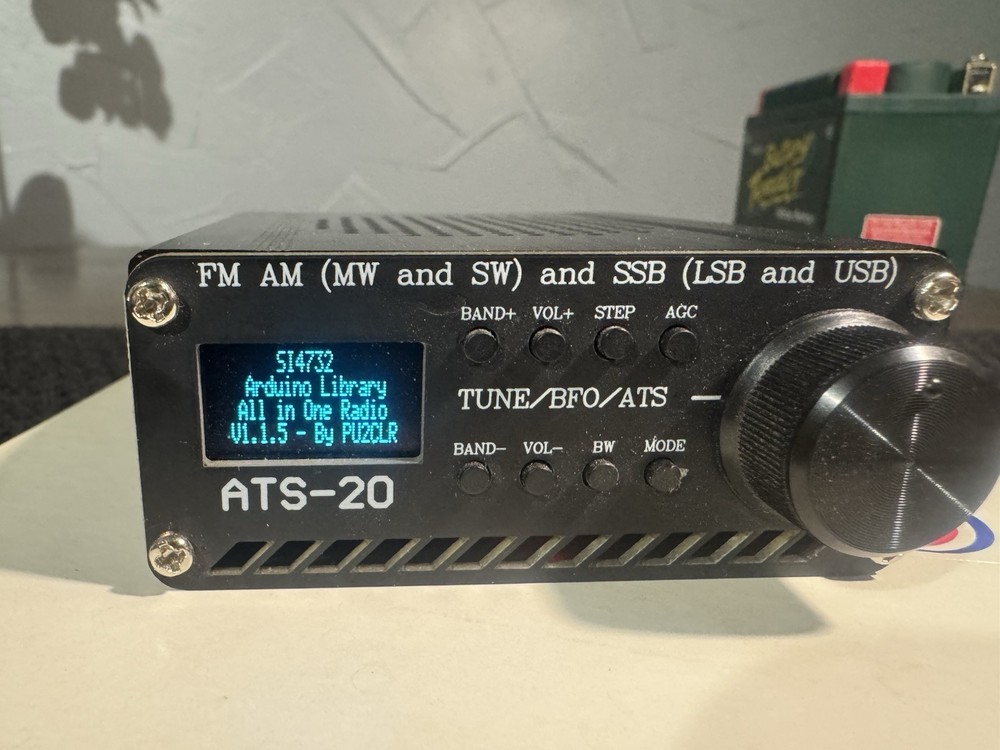 FM AM (MW and SW) and SSB (LSB and USB)
BAND+ VOL+ STEP AGC
SI4732
Arduino Library
All in One Radio
V1.1.5 - By PU2CLR
TUNE/BFO/ATS —
BAND- VOL- BW MODE
ATS-20